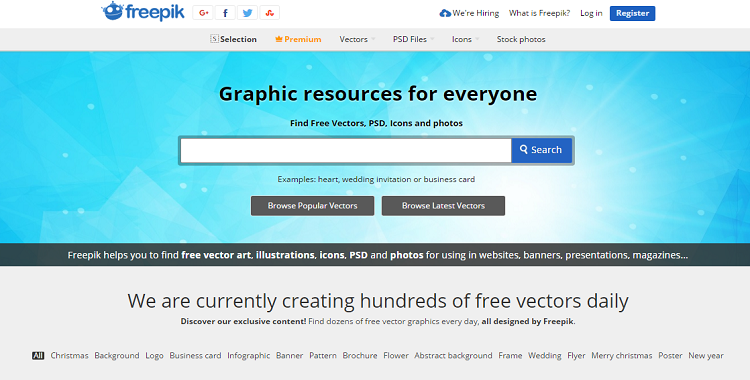 freepik G+ f We're Hiring What is Freepik? Log in Register
S Selection Premium Vectors PSD Files Icons Stock photos
Graphic resources for everyone
Find Free Vectors, PSD, Icons and photos
Search
Examples: heart, wedding invitation or business card
Browse Popular Vectors Browse Latest Vectors
Freepik helps you to find free vector art, illustrations, icons, PSD and photos for using in websites, banners, presentations, magazines...
We are currently creating hundreds of free vectors daily
Discover our exclusive content! Find dozens of free vector graphics every day, all designed by Freepik.
All Christmas Background Logo Business card Infographic Banner Pattern Brochure Flower Abstract background Frame Wedding Flyer Merry christmas Poster New year